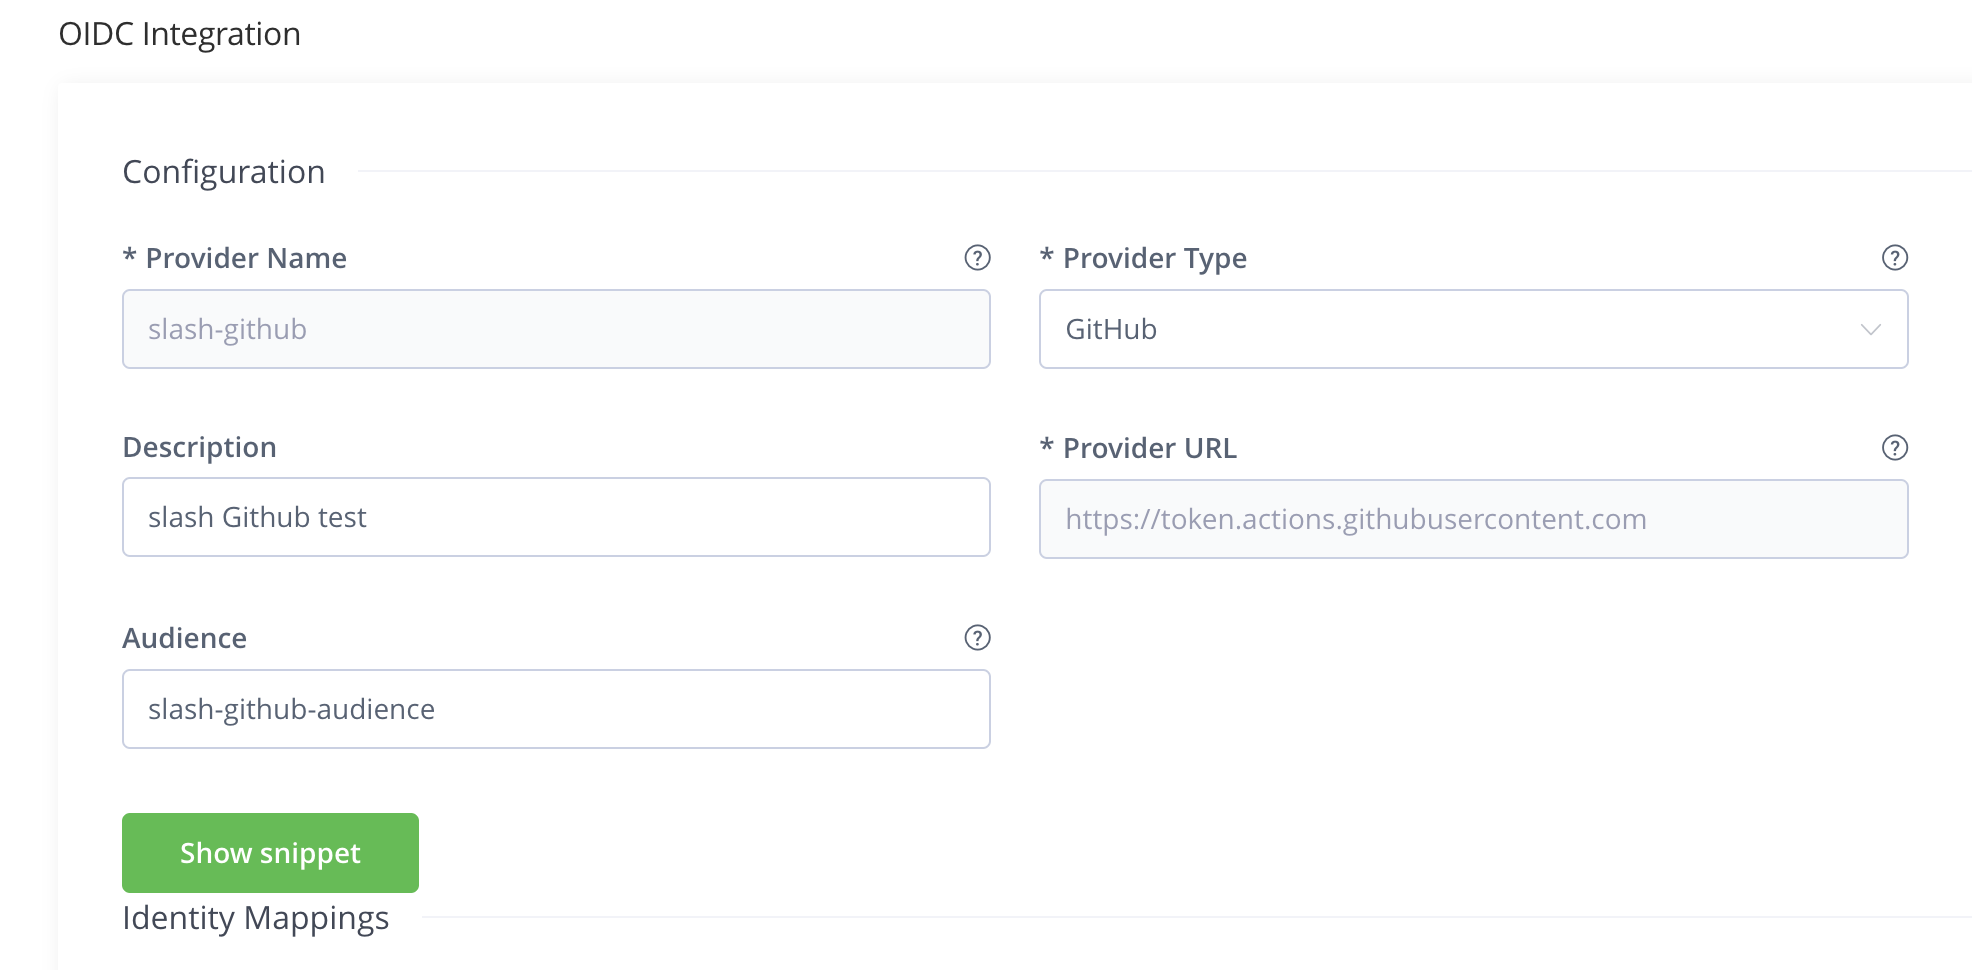 OIDC Integration
Configuration
* Provider Name
* Provider Type
slash-github
GitHub
Description
* Provider URL
slash Github test
https://token.actions.githubusercontent.com
Audience
slash-github-audience
Show snippet
Identity Mappings